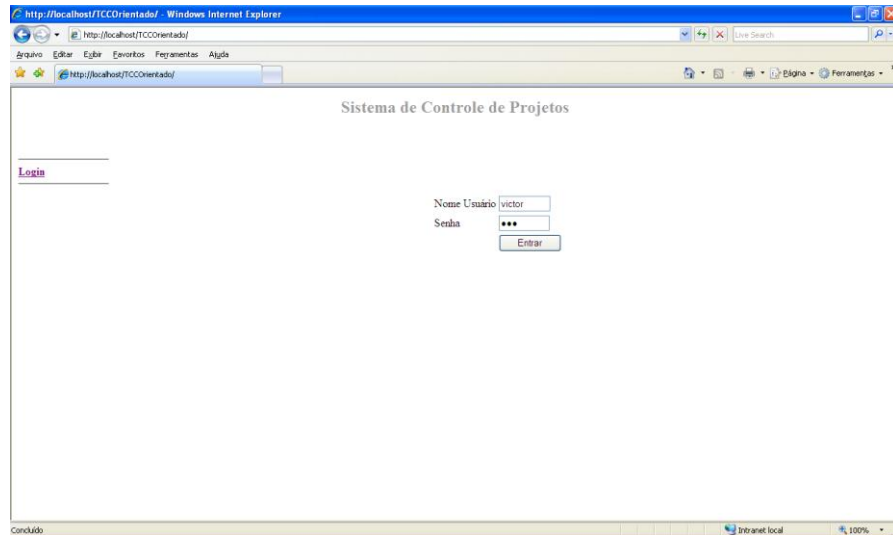 http://localhost/TCCOrientado/ - Windows Internet Explorer
http://localhost/TCCOrientado/
Live Search
Arquivo Editar Exibir Favoritos Ferramentas Ajuda
http://localhost/TCCOrientado/
Página
Ferramentas
Sistema de Controle de Projetos
Login
Nome Usuário victor
Senha •••
Entrar
Concluído
Intranet local
100%